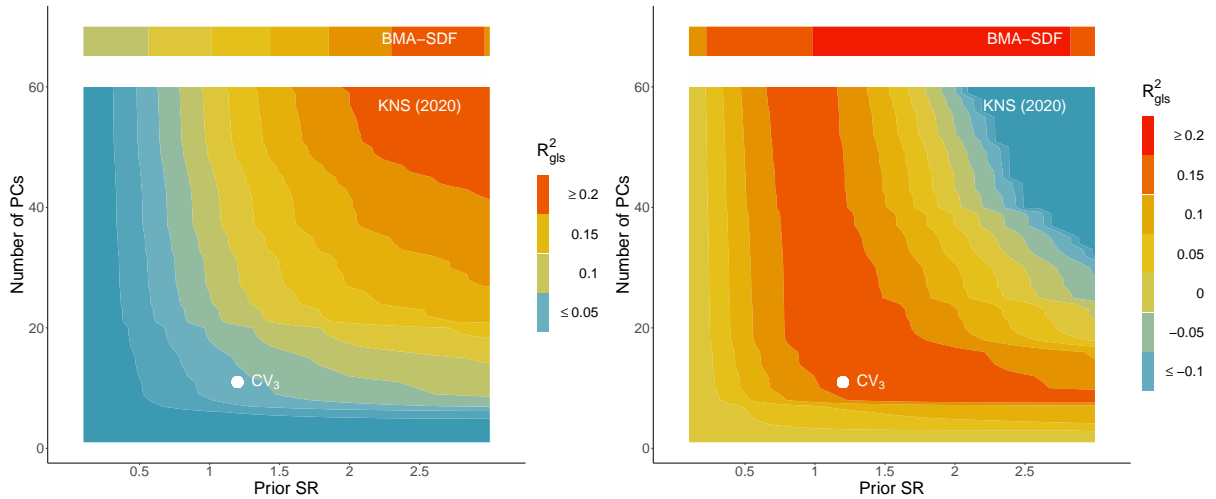 BMA−SDF
KNS (2020)
CV3
60
40
20
0
0.5
1
1.5
2
2.5
Number of PCs
Prior SR
R²gls
≥ 0.2
0.15
0.1
≤ 0.05
BMA−SDF
KNS (2020)
CV3
60
40
20
0
0.5
1
1.5
2
2.5
Number of PCs
Prior SR
R²gls
≥ 0.2
0.15
0.1
0.05
0
−0.05
≤ −0.1